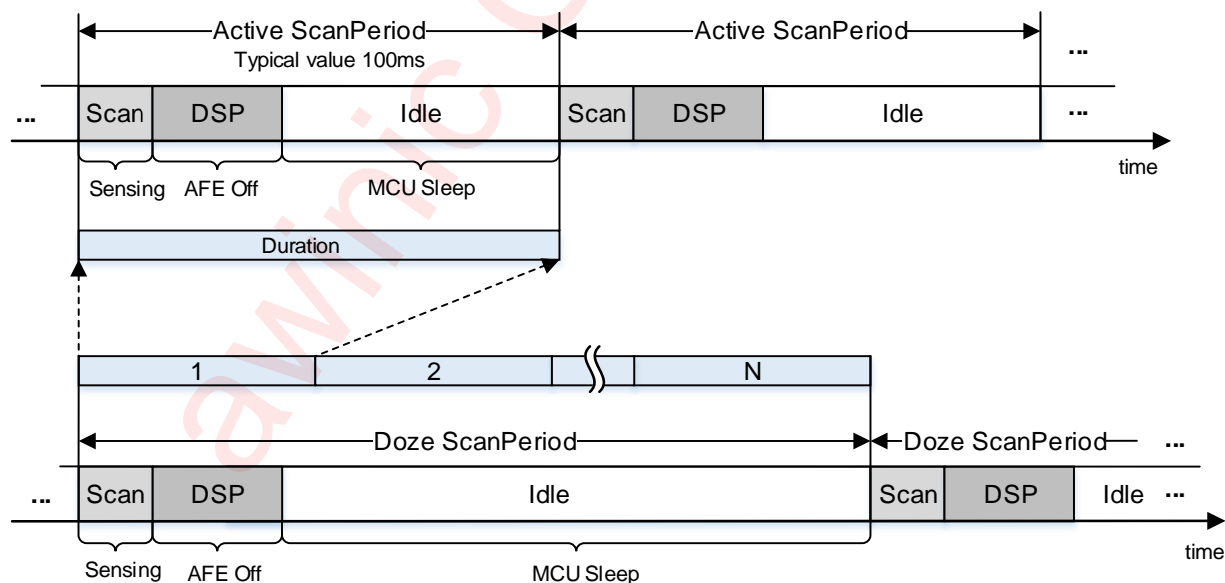 Active ScanPeriod Active ScanPeriod
Typical value 100ms ...
... Scan DSP Idle Scan DSP Idle ...
time
Sensing AFE Off MCU Sleep
Duration
1 2 N
Doze ScanPeriod Doze ScanPeriod ...
... Scan DSP Idle Scan DSP Idle ...
time
Sensing AFE Off MCU Sleep
awinic